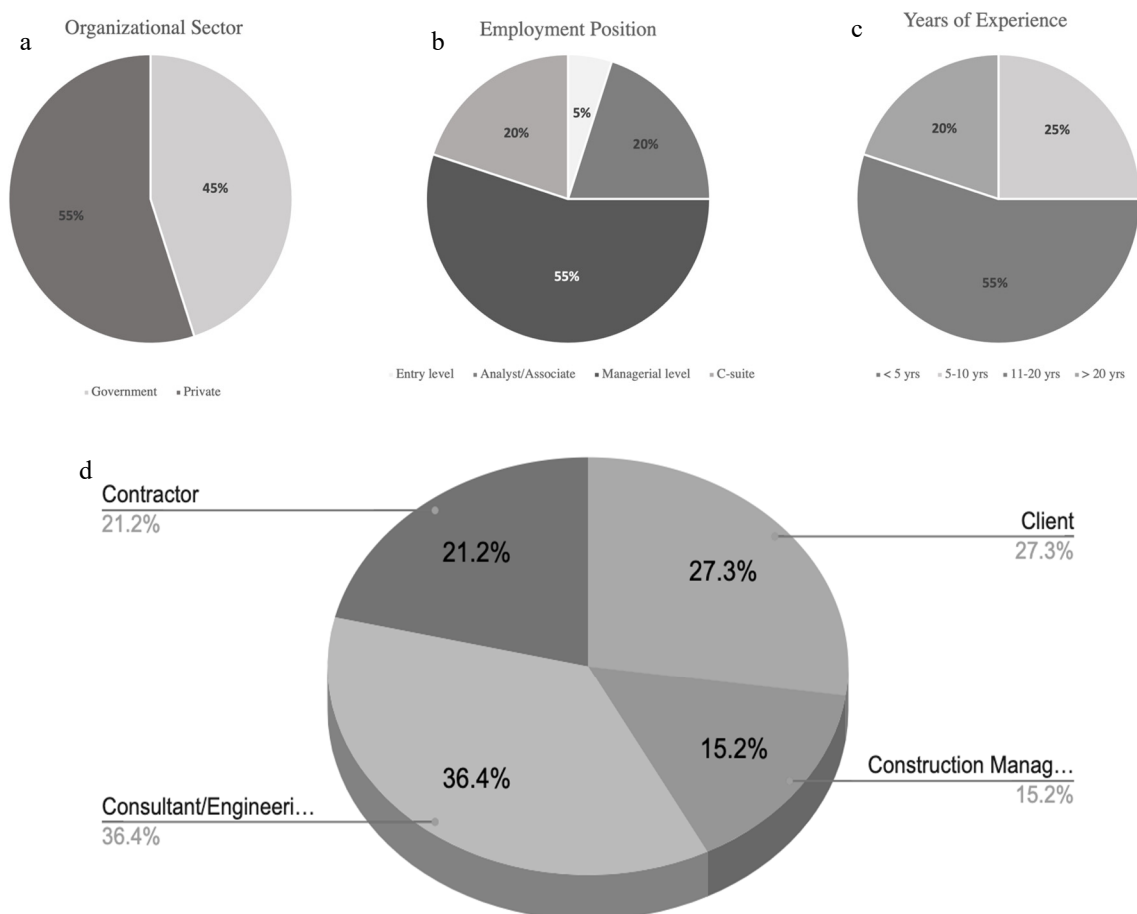 a
Organizational Sector
45%
55%
Government Private
b
Employment Position
5%
20%
20%
55%
Entry level Analyst/Associate Managerial level C-suite
c
Years of Experience
20%
25%
55%
< 5 yrs 5-10 yrs 11-20 yrs > 20 yrs
d
Contractor
21.2%
21.2%
Client
27.3%
27.3%
15.2%
Construction Manag...
15.2%
36.4%
Consultant/Engineeri...
36.4%